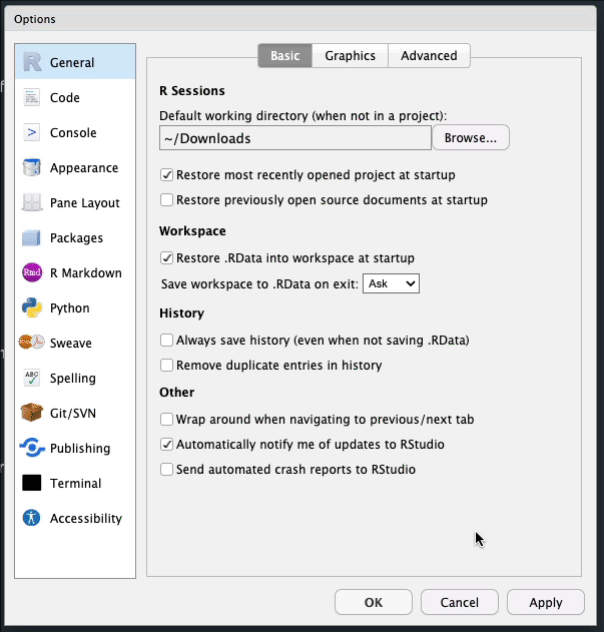 Options
General
Code
Console
Appearance
Pane Layout
Packages
Rmd R Markdown
Python
Sweave
ABC Spelling
Git/SVN
Publishing
Terminal
Accessibility
Basic Graphics Advanced
R Sessions
Default working directory (when not in a project):
~/Downloads Browse...
Restore most recently opened project at startup
Restore previously open source documents at startup
Workspace
Restore .RData into workspace at startup
Save workspace to .RData on exit: Ask
History
Always save history (even when not saving .RData)
Remove duplicate entries in history
Other
Wrap around when navigating to previous/next tab
Automatically notify me of updates to RStudio
Send automated crash reports to RStudio
OK Cancel Apply